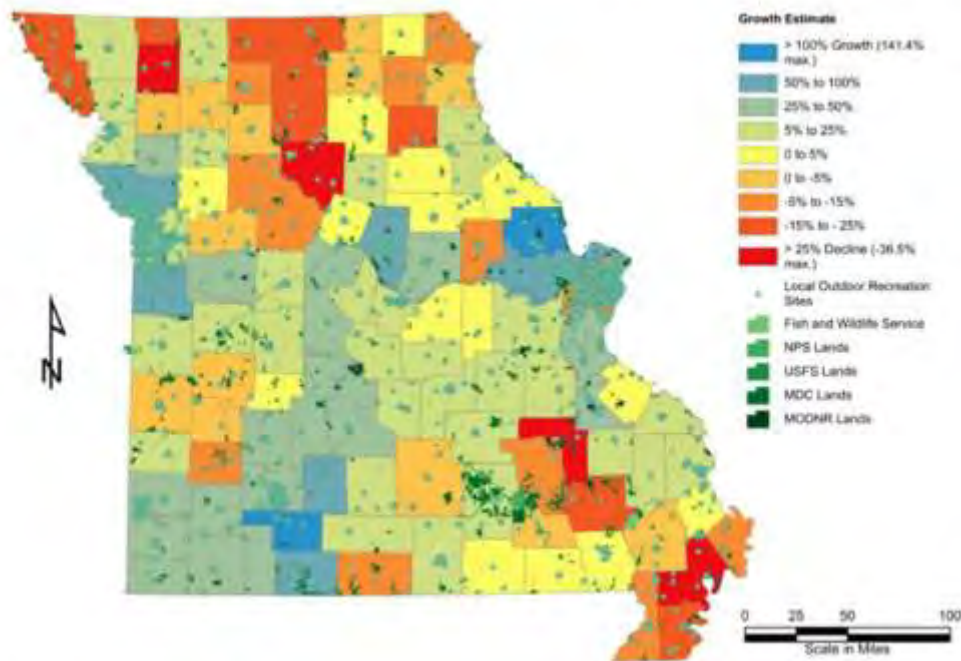 Growth Estimate
> 100% Growth (141.4%
max.)
50% to 100%
25% to 50%
5% to 25%
0 to 5%
0 to -5%
-5% to -15%
-15% to - 25%
> 25% Decline (-36.5%
max.)
Local Outdoor Recreation
Sites
Fish and Wildlife Service
NPS Lands
USFS Lands
MDC Lands
MODNR Lands
N
0 25 50 100
Scale in Miles